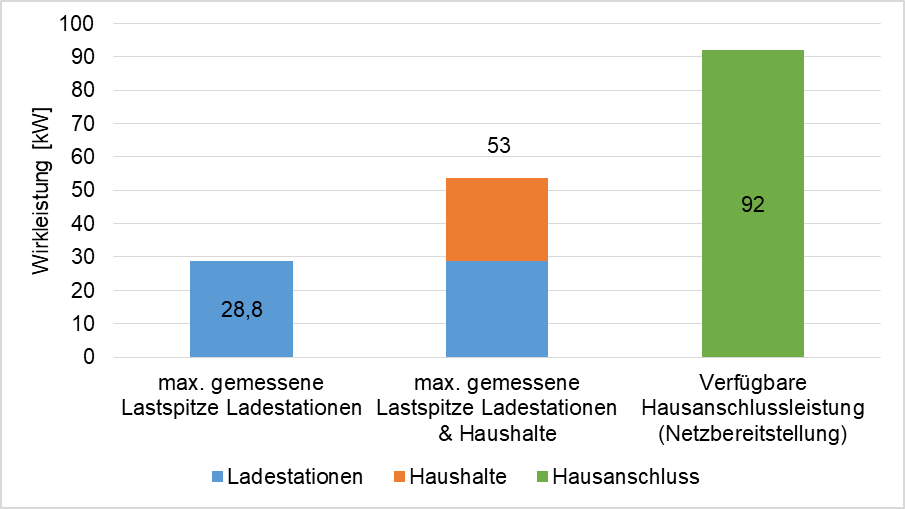 Wirkleistung [kW]
100
90
80
70
60
50
40
30
20
10
0
28,8
53
92
max. gemessene
Lastspitze Ladestationen
max. gemessene
Lastspitze Ladestationen
& Haushalte
Verfügbare
Hausanschlussleistung
(Netzbereitstellung)
Ladestationen
Haushalte
Hausanschluss